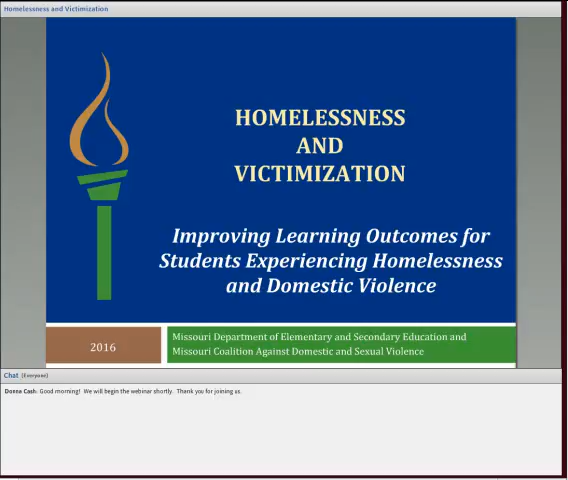 Homelessness and Victimization
HOMELESSNESS
AND
VICTIMIZATION
Improving Learning Outcomes for
Students Experiencing Homelessness
and Domestic Violence
2016
Missouri Department of Elementary and Secondary Education and
Missouri Coalition Against Domestic and Sexual Violence
Chat (Everyone)
Donna Cash: Good morning! We will begin the webinar shortly. Thank you for joining us.